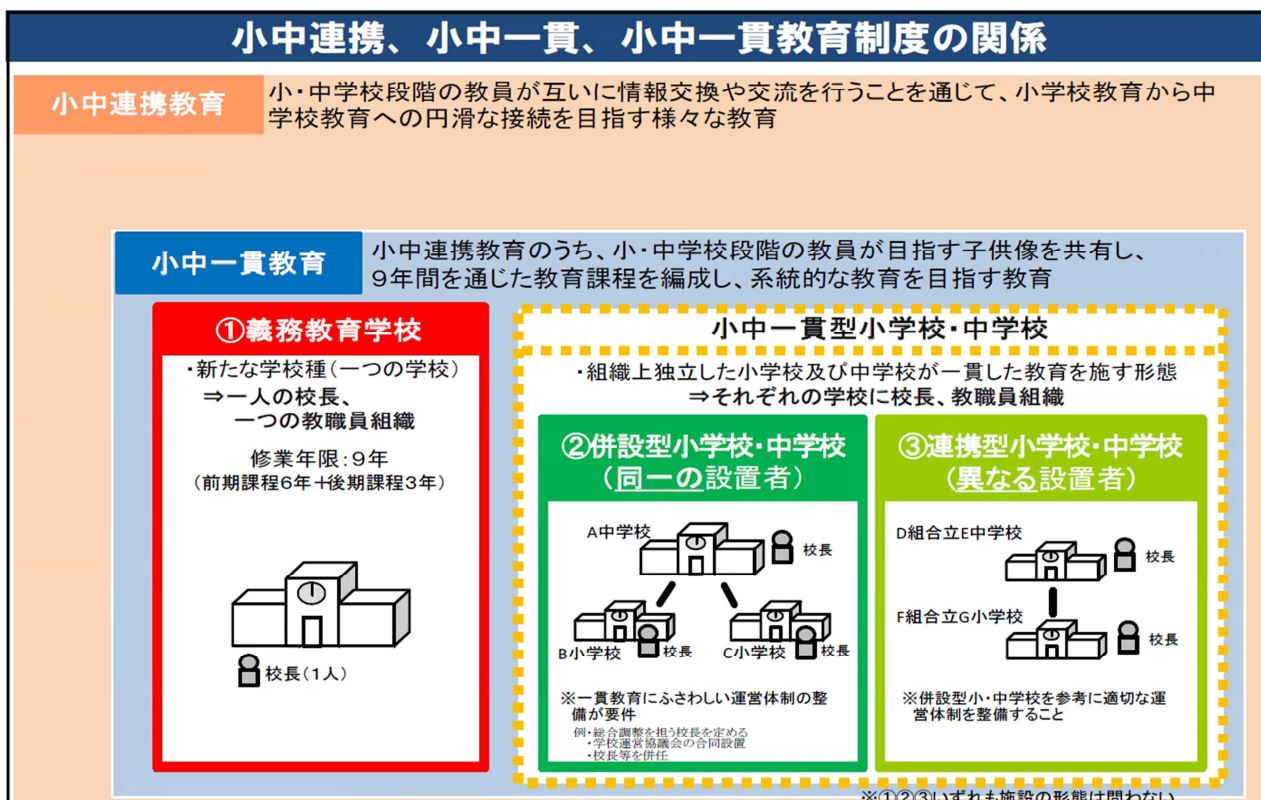 小中連携、小中一貫、小中一貫教育制度の関係
小中連携教育
小・中学校段階の教員が互いに情報交換や交流を行うことを通じて、小学校教育から中
学校教育への円滑な接続を目指す様々な教育
小中一貫教育
小中連携教育のうち、小・中学校段階の教員が目指す子供像を共有し、
9年間を通じた教育課程を編成し、系統的な教育を目指す教育
①義務教育学校
・新たな学校種(一つの学校)
⇒一人の校長、
一つの教職員組織
修業年限:9年
(前期課程6年+後期課程3年)
校長(1人)
小中一貫型小学校・中学校
・組織上独立した小学校及び中学校が一貫した教育を施す形態
⇒それぞれの学校に校長、教職員組織
②併設型小学校・中学校
(同一の設置者)
A中学校
校長
B小学校
校長
C小学校
校長
※一貫教育にふさわしい運営体制の整
備が要件
例・総合調整を担う校長を定める
・学校運営協議会の合同設置
・校長等を併任
③連携型小学校・中学校
(異なる設置者)
D組合立E中学校
校長
F組合立G小学校
校長
※併設型小・中学校を参考に適切な運
営体制を整備すること
※①②③いずれも施設の形態は問わない